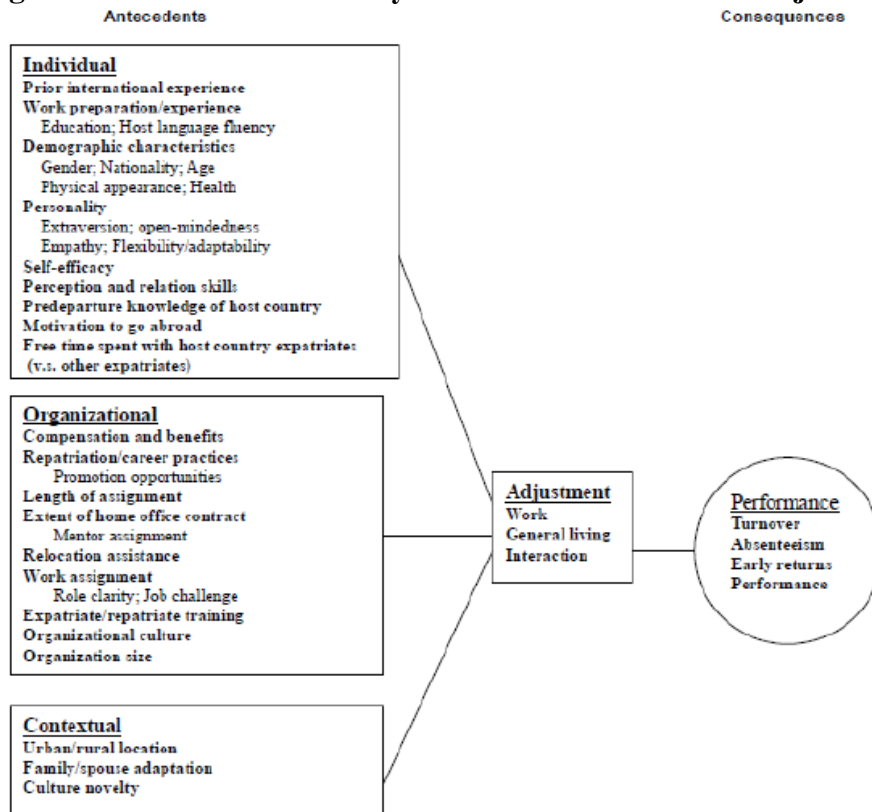 Antecedents
Consequences
Individual
Prior international experience
Work preparation/experience
Education; Host language fluency
Demographic characteristics
Gender; Nationality; Age
Physical appearance; Health
Personality
Extraversion; open-mindedness
Empathy; Flexibility/adaptability
Self-efficacy
Perception and relation skills
Predeparture knowledge of host country
Motivation to go abroad
Free time spent with host country expatriates
(v.s. other expatriates)
Organizational
Compensation and benefits
Repatriation/career practices
Promotion opportunities
Length of assignment
Extent of home office contract
Mentor assignment
Relocation assistance
Work assignment
Role clarity; Job challenge
Expatriate/repatriate training
Organizational culture
Organization size
Contextual
Urban/rural location
Family/spouse adaptation
Culture novelty
Adjustment
Work
General living
Interaction
Performance
Turnover
Absenteeism
Early returns
Performance